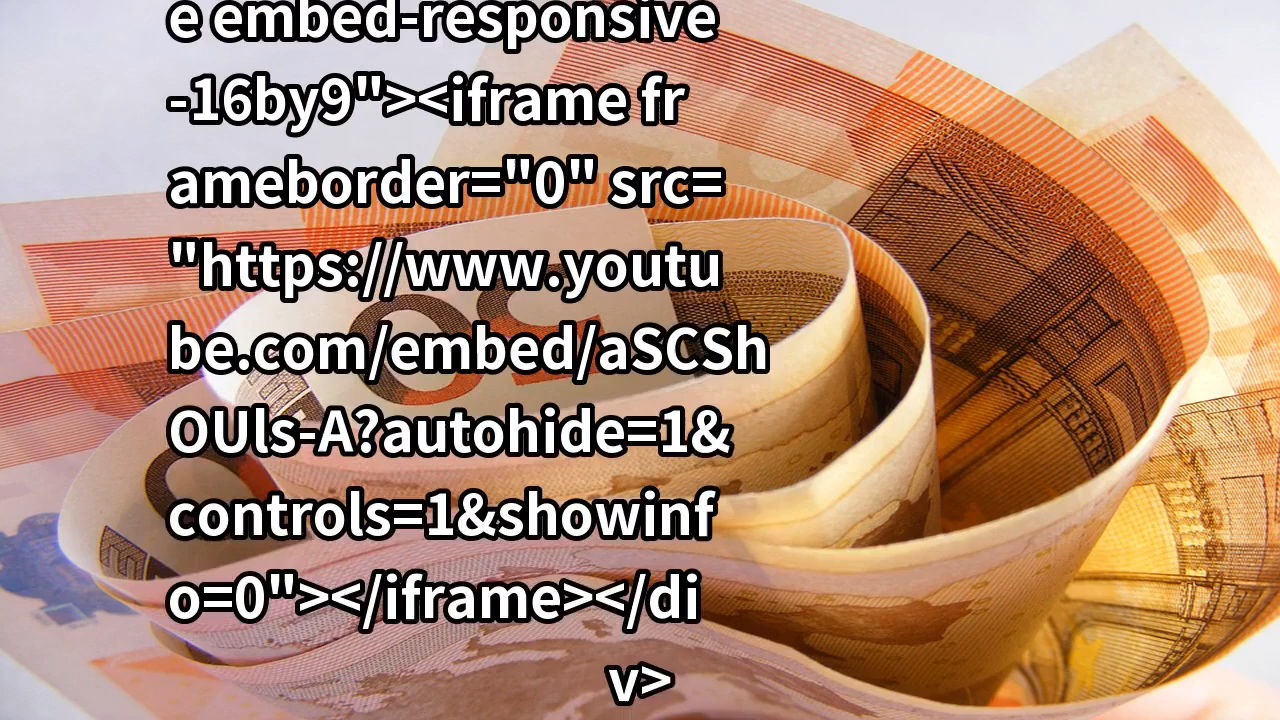 e embed-responsive
-16by9"><iframe fr
ameborder="0" src=
"https://www.youtu
be.com/embed/aSCSh
OUls-A?autohide=1&
controls=1&showinf
o=0"></iframe></di
v>
50